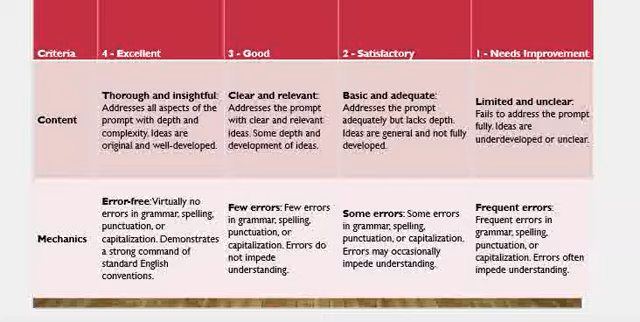 Criteria
4 - Excellent
3 - Good
2 - Satisfactory
1 - Needs Improvement
Content
Thorough and insightful:
Addresses all aspects of the
prompt with depth and
complexity. Ideas are
original and well-developed.
Clear and relevant:
Addresses the prompt
with clear and relevant
ideas. Some depth and
development of ideas.
Basic and adequate:
Addresses the prompt
adequately but lacks depth.
Ideas are general and not fully
developed.
Limited and unclear:
Fails to address the prompt
fully. Ideas are
underdeveloped or unclear.
Mechanics
Error-free: Virtually no
errors in grammar, spelling,
punctuation, or
capitalization. Demonstrates
a strong command of
standard English
conventions.
Few errors: Few errors
in grammar, spelling,
punctuation, or
capitalization. Errors do
not impede
understanding.
Some errors: Some errors
in grammar, spelling,
punctuation, or capitalization.
Errors may occasionally
impede understanding.
Frequent errors:
Frequent errors in
grammar, spelling,
punctuation, or
capitalization. Errors often
impede understanding.